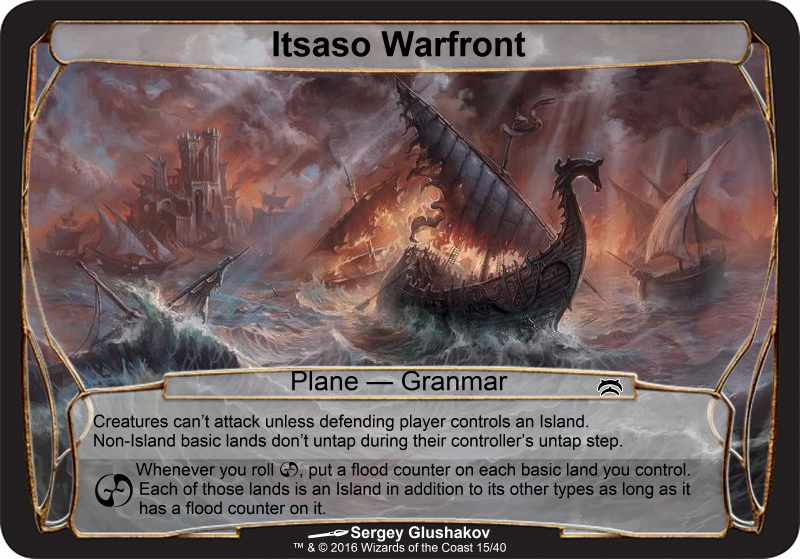 Itsaso Warfront
Plane — Granmar
Creatures can't attack unless defending player controls an Island.
Non-Island basic lands don't untap during their controller's untap step.
Whenever you roll , put a flood counter on each basic land you control.
Each of those lands is an Island in addition to its other types as long as it
has a flood counter on it.
Sergey Glushakov
™ & © 2016 Wizards of the Coast 15/40